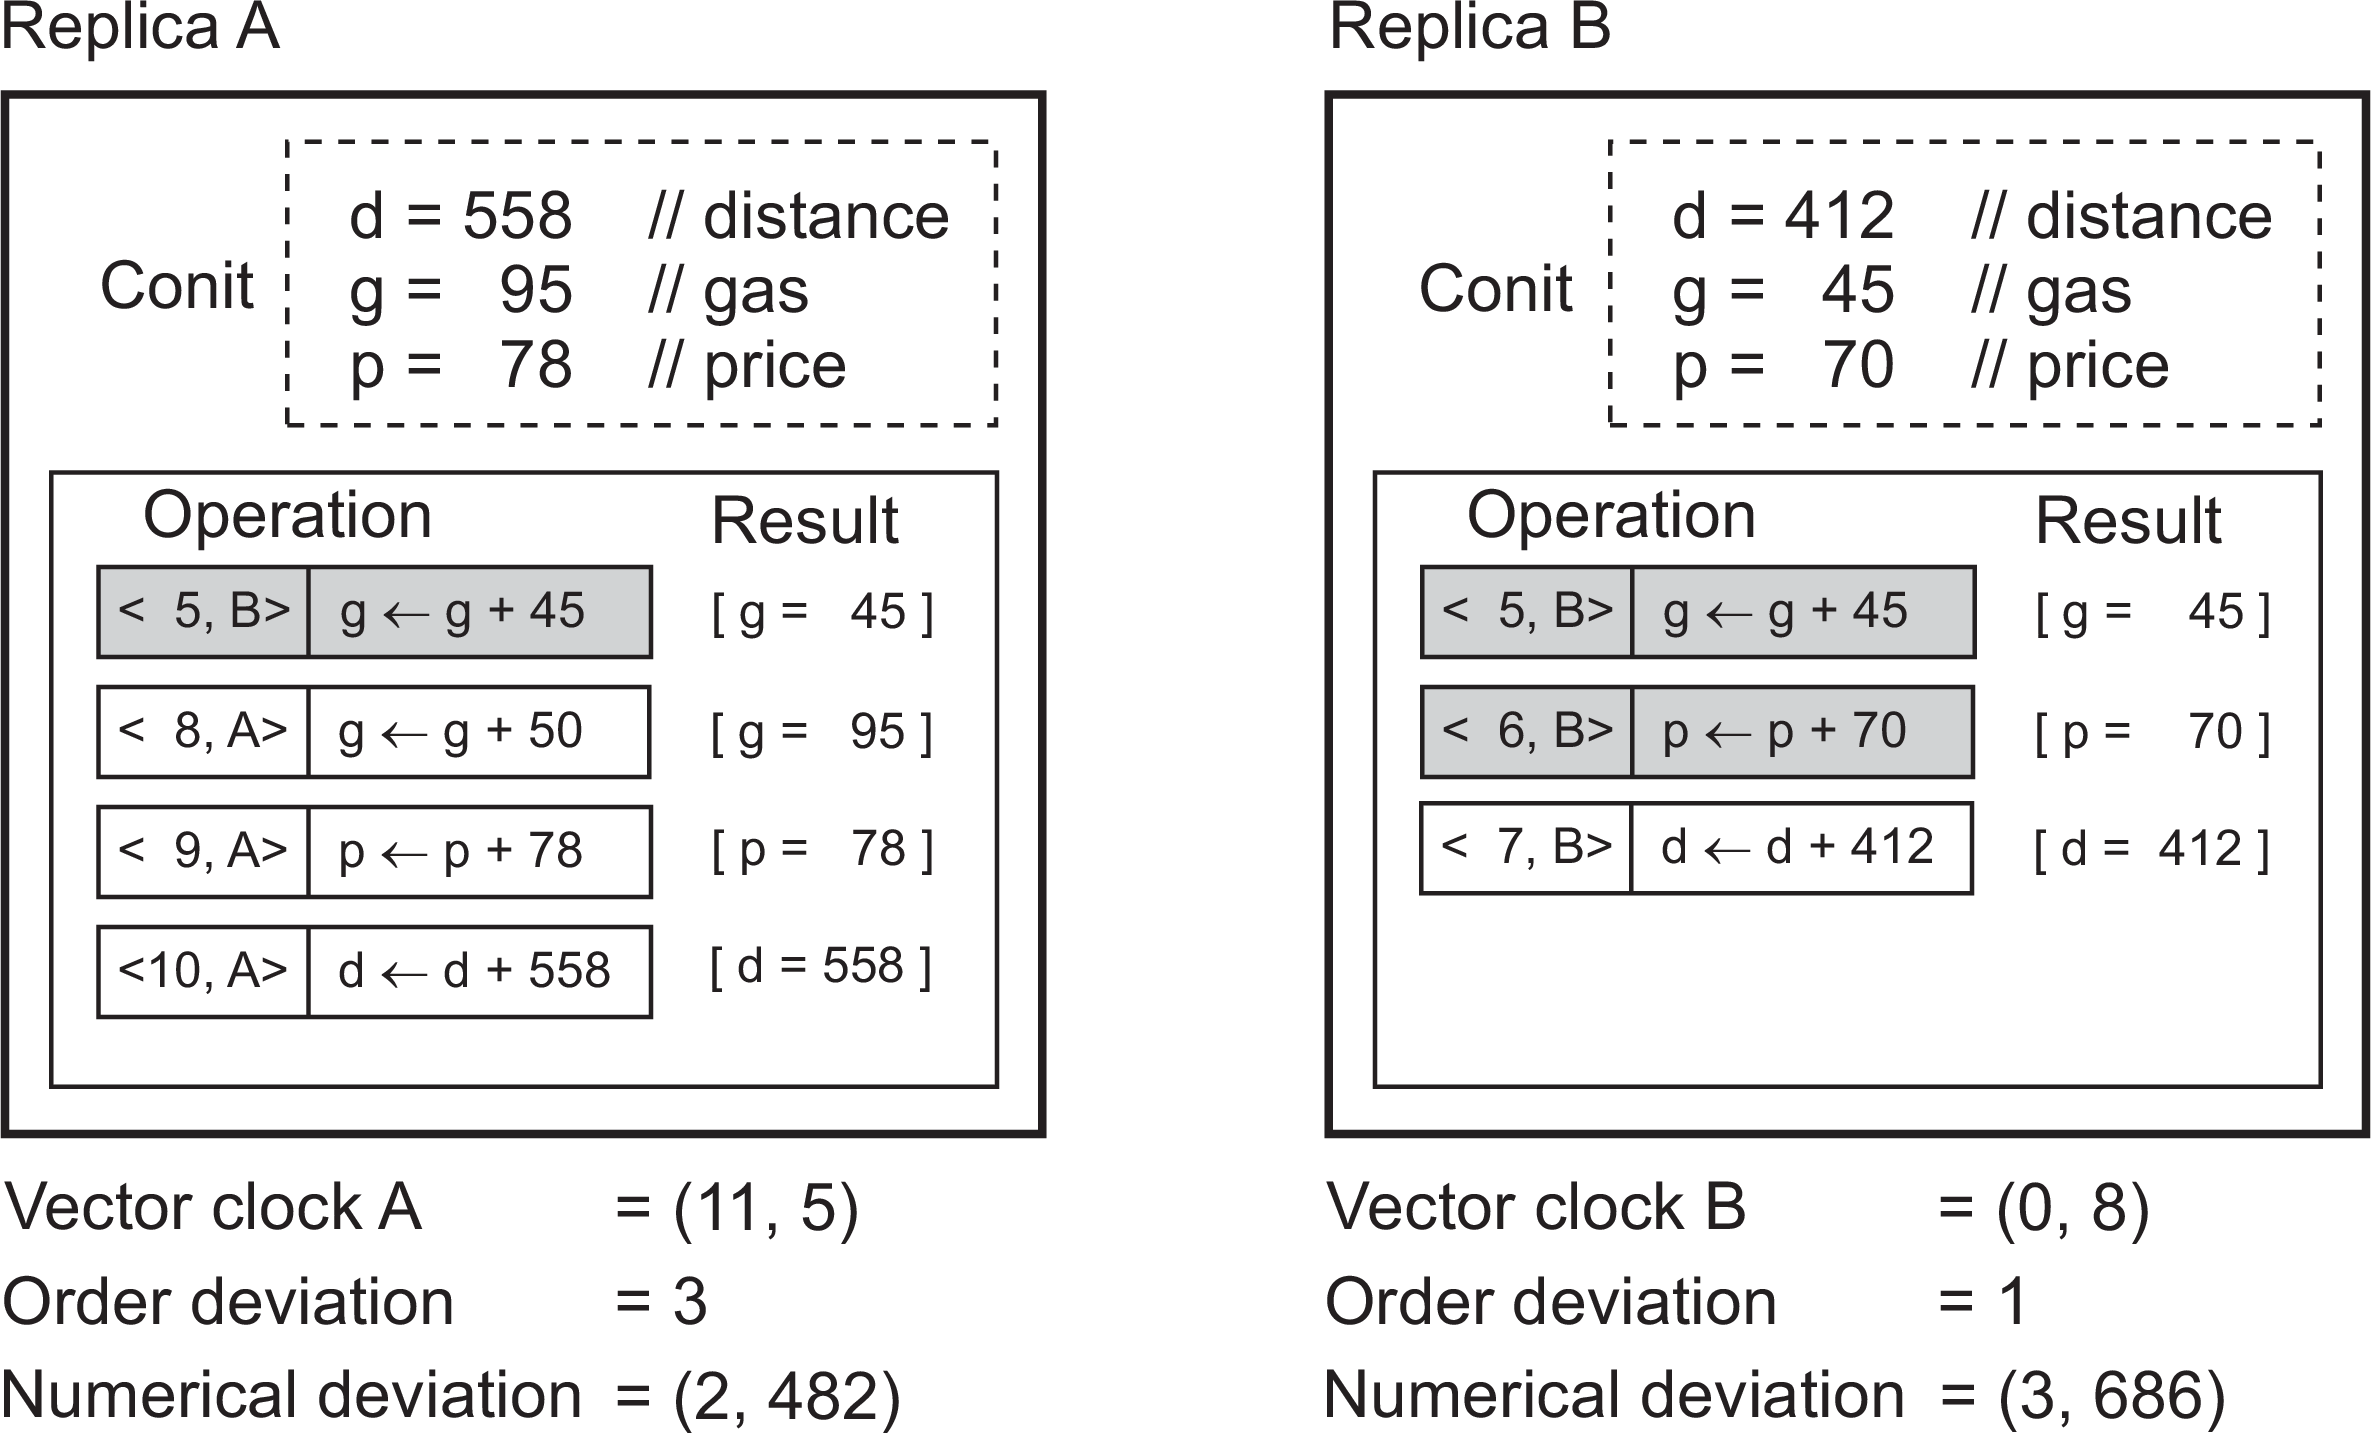 Replica A
d = 558 // distance
Conit
g = 95 // gas
p = 78 // price
Operation Result
< 5, B> g ← g + 45 [ g = 45 ]
< 8, A> g ← g + 50 [ g = 95 ]
< 9, A> p ← p + 78 [ p = 78 ]
<10, A> d ← d + 558 [ d = 558 ]
Vector clock A = (11, 5)
Order deviation = 3
Numerical deviation = (2, 482)
Replica B
d = 412 // distance
Conit
g = 45 // gas
p = 70 // price
Operation Result
< 5, B> g ← g + 45 [ g = 45 ]
< 6, B> p ← p + 70 [ p = 70 ]
< 7, B> d ← d + 412 [ d = 412 ]
Vector clock B = (0, 8)
Order deviation = 1
Numerical deviation = (3, 686)